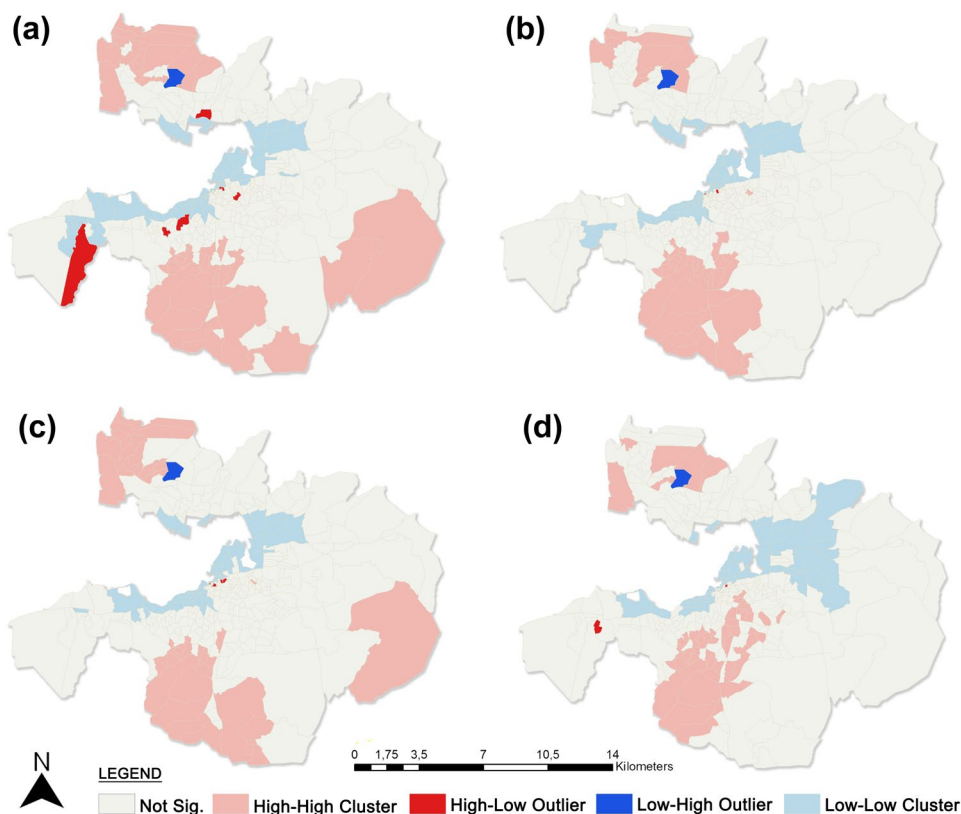 (a)
(b)
(c)
(d)
N
0 1,75 3,5 7 10,5 14
Kilometers
LEGEND
Not Sig. High-High Cluster High-Low Outlier Low-High Outlier Low-Low Cluster